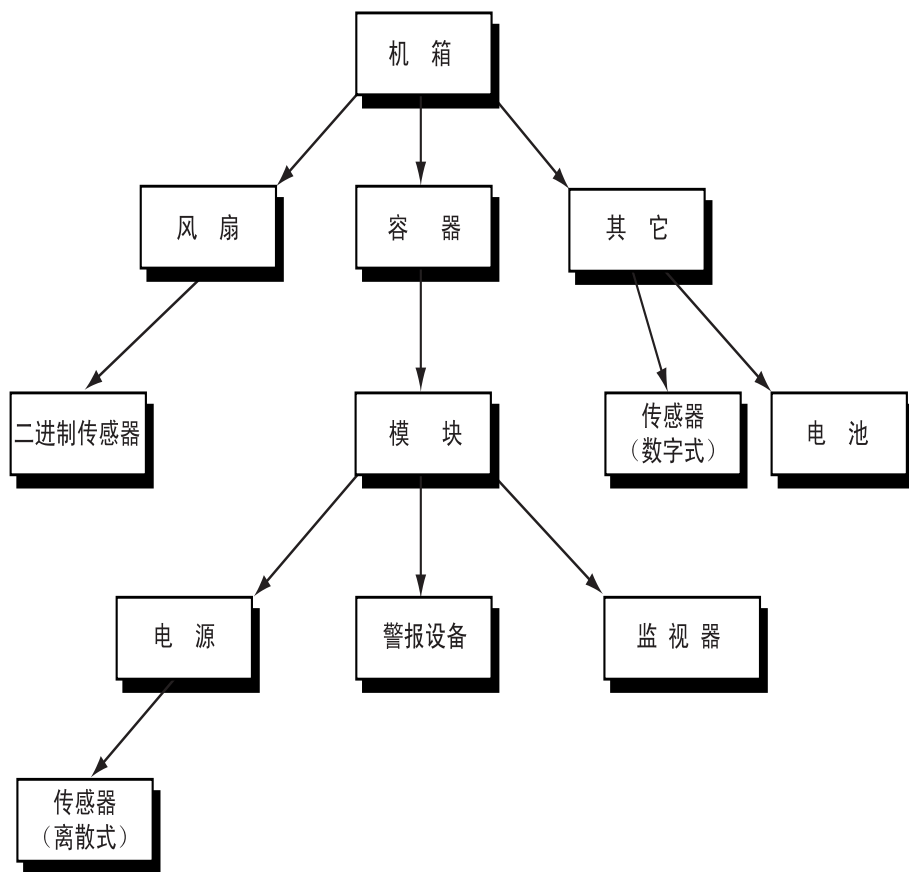 机 箱
风 扇
容 器
其 它
二进制传感器
模 块
传感器
（数字式）
电 池
电 源
警报设备
监 视 器
传感器
（离散式）